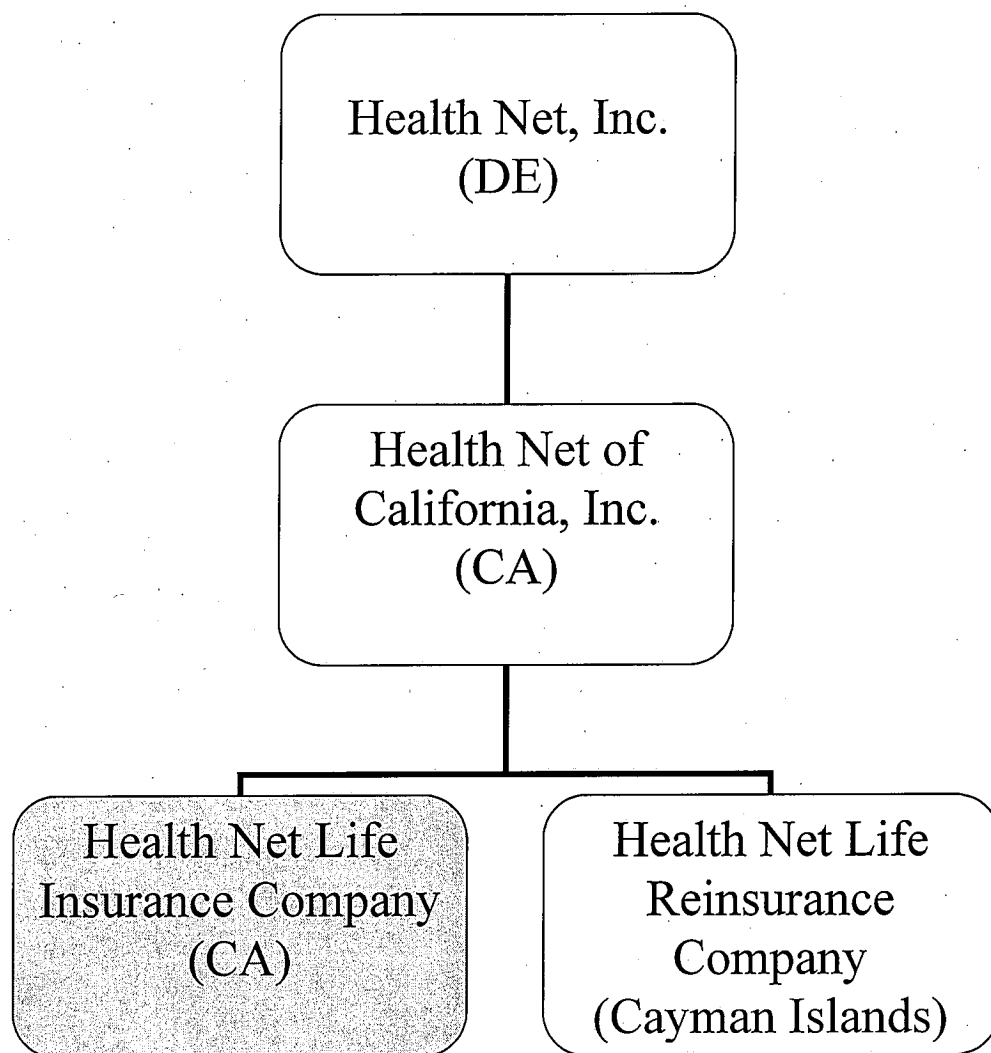 Health Net, Inc.
(DE)
Health Net of
California, Inc.
(CA)
Health Net Life
Insurance Company
(CA)
Health Net Life
Reinsurance
Company
(Cayman Islands)